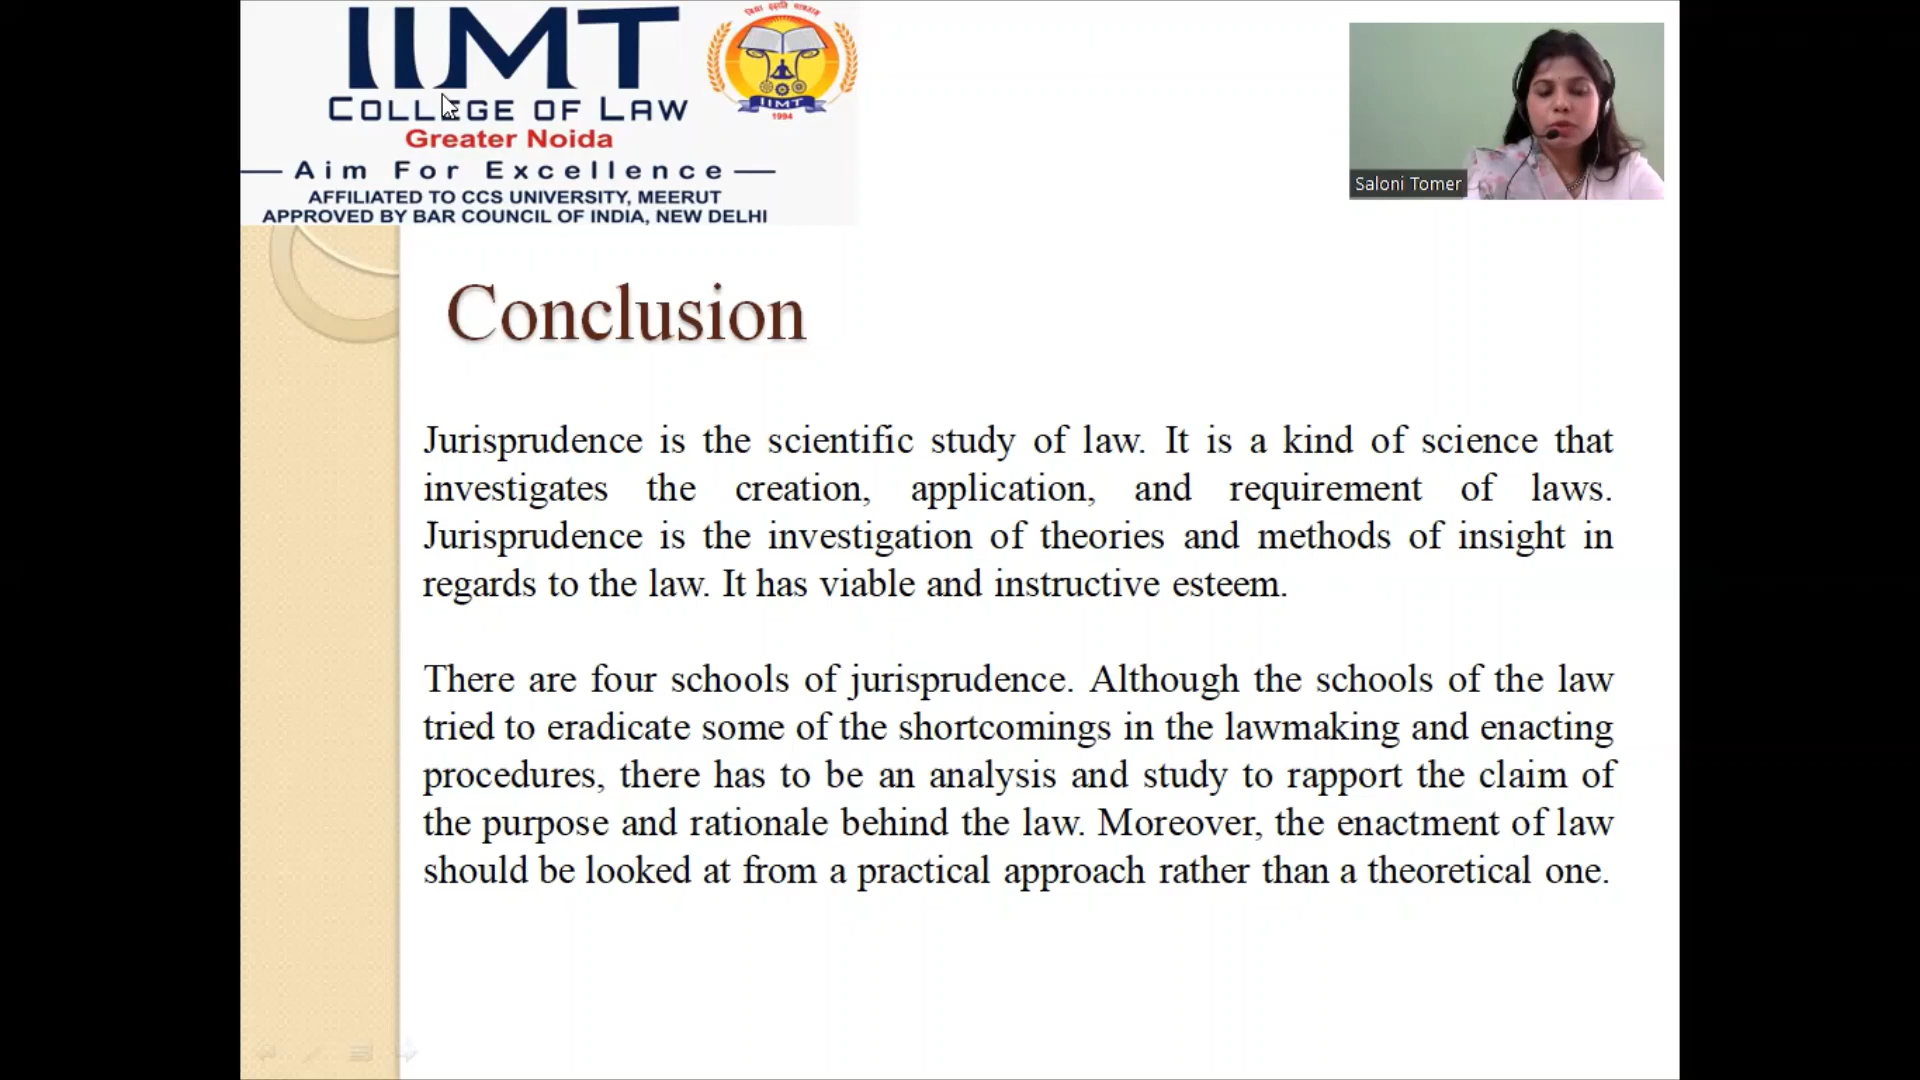 IIMT
COLLEGE OF LAW
Greater Noida
Aim For Excellence
AFFILIATED TO CCS UNIVERSITY, MEERUT
APPROVED BY BAR COUNCIL OF INDIA, NEW DELHI
IIMT
1994
Saloni Tomer
Conclusion
Jurisprudence is the scientific study of law. It is a kind of science that
investigates the creation, application, and requirement of laws.
Jurisprudence is the investigation of theories and methods of insight in
regards to the law. It has viable and instructive esteem.
There are four schools of jurisprudence. Although the schools of the law
tried to eradicate some of the shortcomings in the lawmaking and enacting
procedures, there has to be an analysis and study to rapport the claim of
the purpose and rationale behind the law. Moreover, the enactment of law
should be looked at from a practical approach rather than a theoretical one.